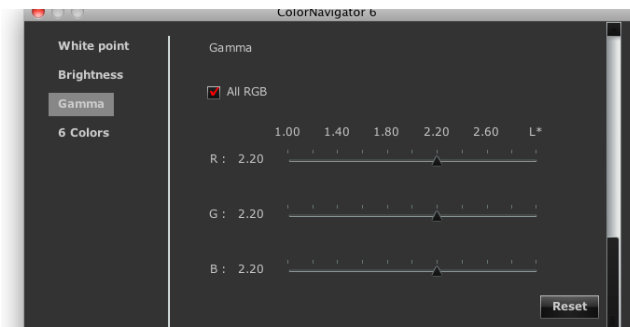 ColorNavigator 6
White point
Brightness
Gamma
6 Colors
Gamma
All RGB
1.00 1.40 1.80 2.20 2.60 L*
R : 2.20
G : 2.20
B : 2.20
Reset